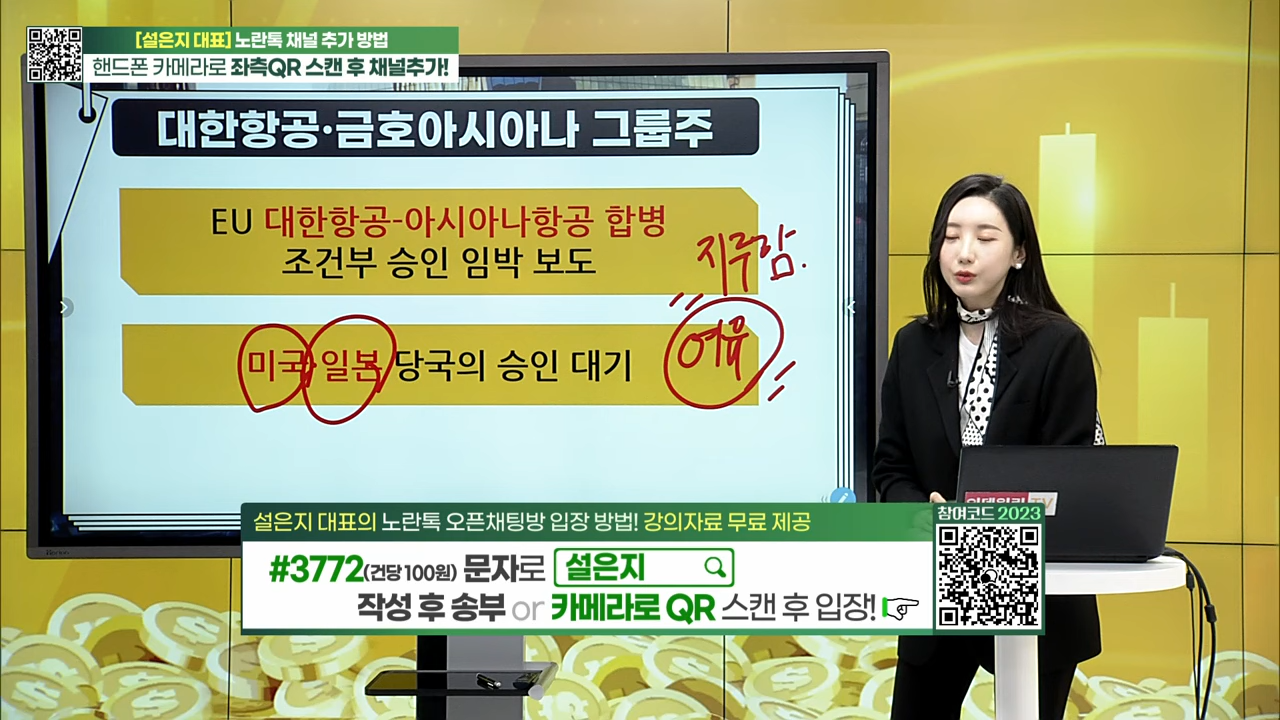 [설은지 대표] 노란톡 채널 추가 방법
핸드폰 카메라로 좌측QR 스캔 후 채널추가!
대한항공·금호아시아나 그룹주
EU 대한항공-아시아나항공 합병
조건부 승인 임박 보도
지루함.
미국·일본 당국의 승인 대기
여유
이데일리 TV
설은지 대표의 노란톡 오픈채팅방 입장 방법! 강의자료 무료 제공
참여코드 2023
#3772(건당 100원) 문자로 설은지
작성 후 송부 or 카메라로 QR 스캔 후 입장!